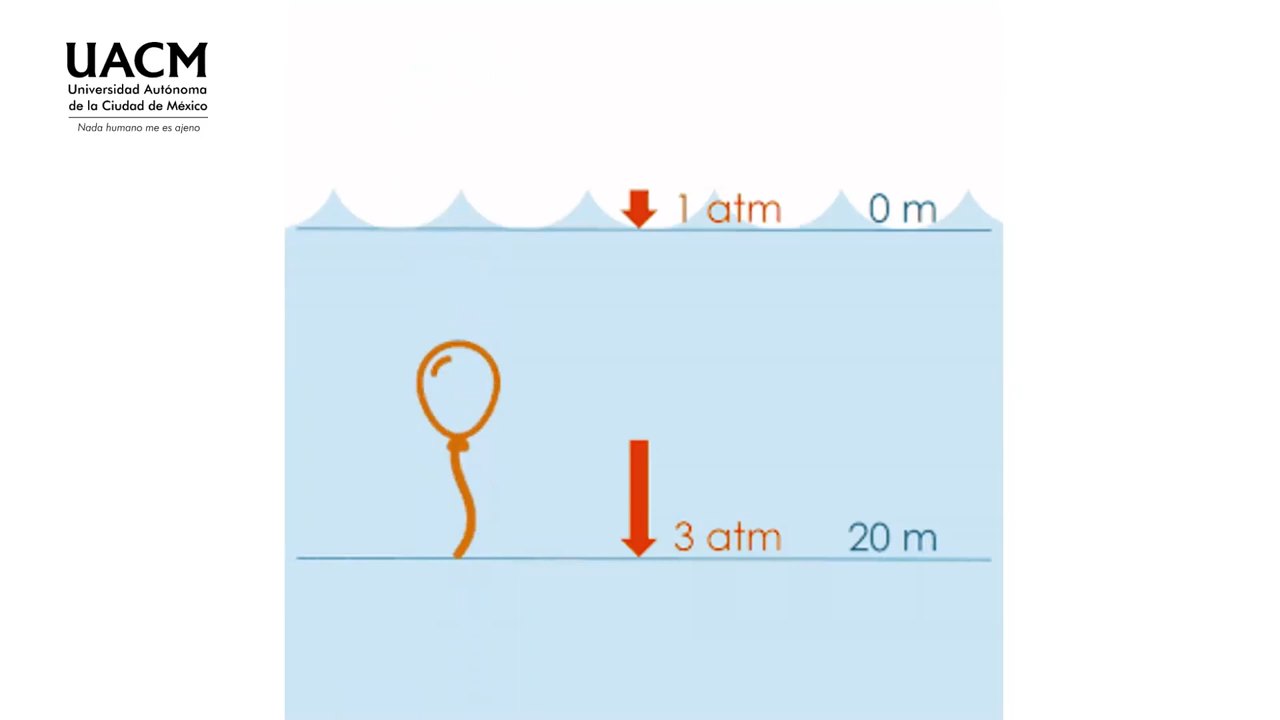 UACM
Universidad Autónoma
de la Ciudad de México
Nada humano me es ajeno
1 atm 0 m
3 atm 20 m